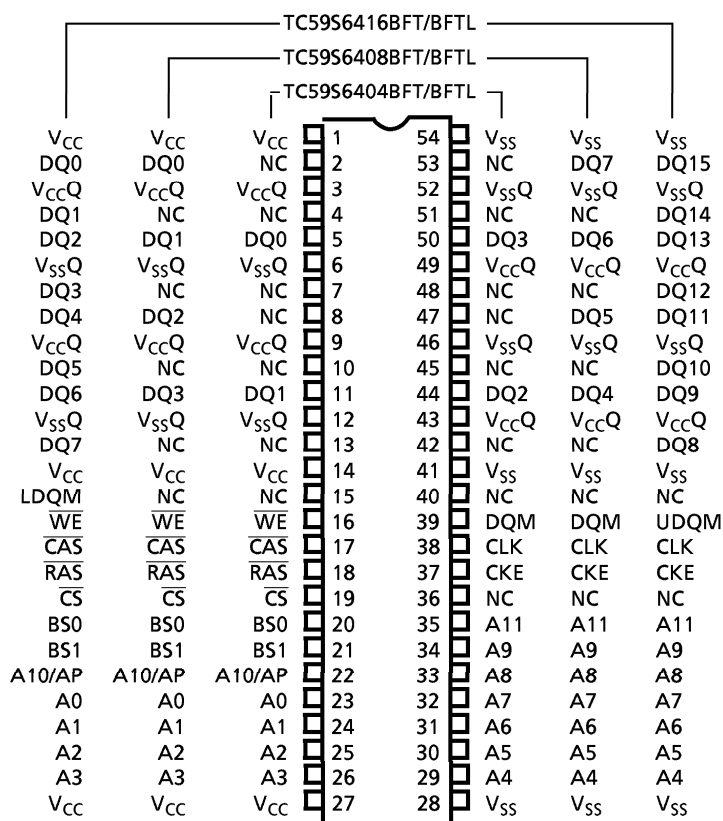 TC59S6416BFT/BFTL
TC59S6408BFT/BFTL
TC59S6404BFT/BFTL
VCC VCC VCC 1 54 VSS VSS VSS
DQ0 DQ0 NC 2 53 NC DQ7 DQ15
VCCQ VCCQ VCCQ 3 52 VSSQ VSSQ VSSQ
DQ1 NC NC 4 51 NC NC DQ14
DQ2 DQ1 DQ0 5 50 DQ3 DQ6 DQ13
VSSQ VSSQ VSSQ 6 49 VCCQ VCCQ VCCQ
DQ3 NC NC 7 48 NC NC DQ12
DQ4 DQ2 NC 8 47 NC DQ5 DQ11
VCCQ VCCQ VCCQ 9 46 VSSQ VSSQ VSSQ
DQ5 NC NC 10 45 NC NC DQ10
DQ6 DQ3 DQ1 11 44 DQ2 DQ4 DQ9
VSSQ VSSQ VSSQ 12 43 VCCQ VCCQ VCCQ
DQ7 NC NC 13 42 NC NC DQ8
VCC VCC VCC 14 41 VSS VSS VSS
LDQM NC NC 15 40 NC NC NC
WE WE WE 16 39 DQM DQM UDQM
CAS CAS CAS 17 38 CLK CLK CLK
RAS RAS RAS 18 37 CKE CKE CKE
CS CS CS 19 36 NC NC NC
BS0 BS0 BS0 20 35 A11 A11 A11
BS1 BS1 BS1 21 34 A9 A9 A9
A10/AP A10/AP A10/AP 22 33 A8 A8 A8
A0 A0 A0 23 32 A7 A7 A7
A1 A1 A1 24 31 A6 A6 A6
A2 A2 A2 25 30 A5 A5 A5
A3 A3 A3 26 29 A4 A4 A4
VCC VCC VCC 27 28 VSS VSS VSS